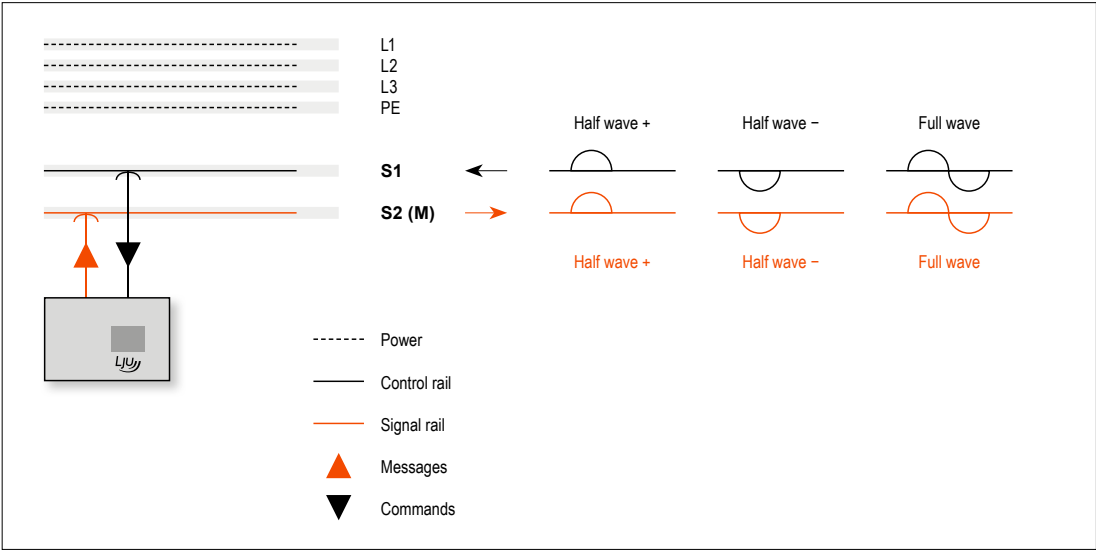 L1
L2
L3
PE
Half wave + Half wave − Full wave
S1
S2 (M)
Half wave + Half wave − Full wave
LJU
Power
Control rail
Signal rail
Messages
Commands